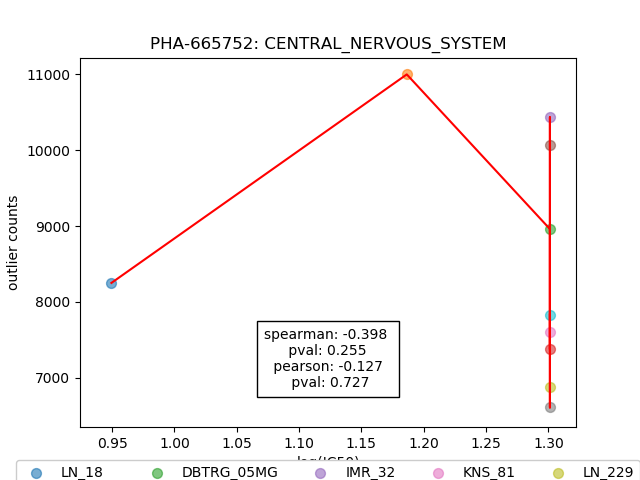 PHA-665752: CENTRAL_NERVOUS_SYSTEM
11000
10000
9000
8000
7000
outlier counts
spearman: -0.398
pval: 0.255
pearson: -0.127
pval: 0.727
0.95 1.00 1.05 1.10 1.15 1.20 1.25 1.30
log(IC50)
LN_18 DBTRG_05MG IMR_32 KNS_81 LN_229